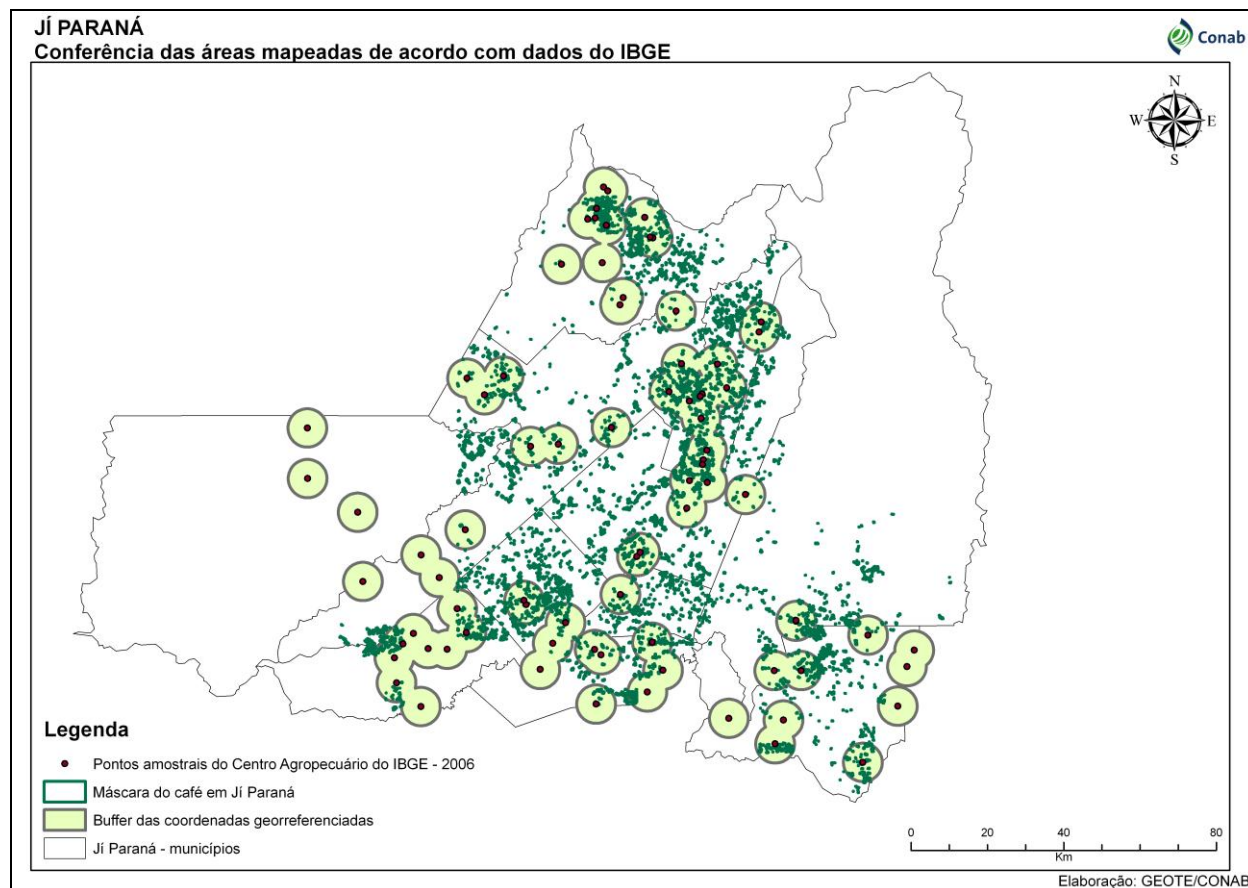 JÍ PARANÁ
Conferência das áreas mapeadas de acordo com dados do IBGE
Conab
N
W
E
S
Legenda
Pontos amostrais do Centro Agropecuário do IBGE - 2006
Máscara do café em Jí Paraná
Buffer das coordenadas georreferenciadas
Jí Paraná - municípios
0 20 40 60 80
Km
Elaboração: GEOTE/CONAB